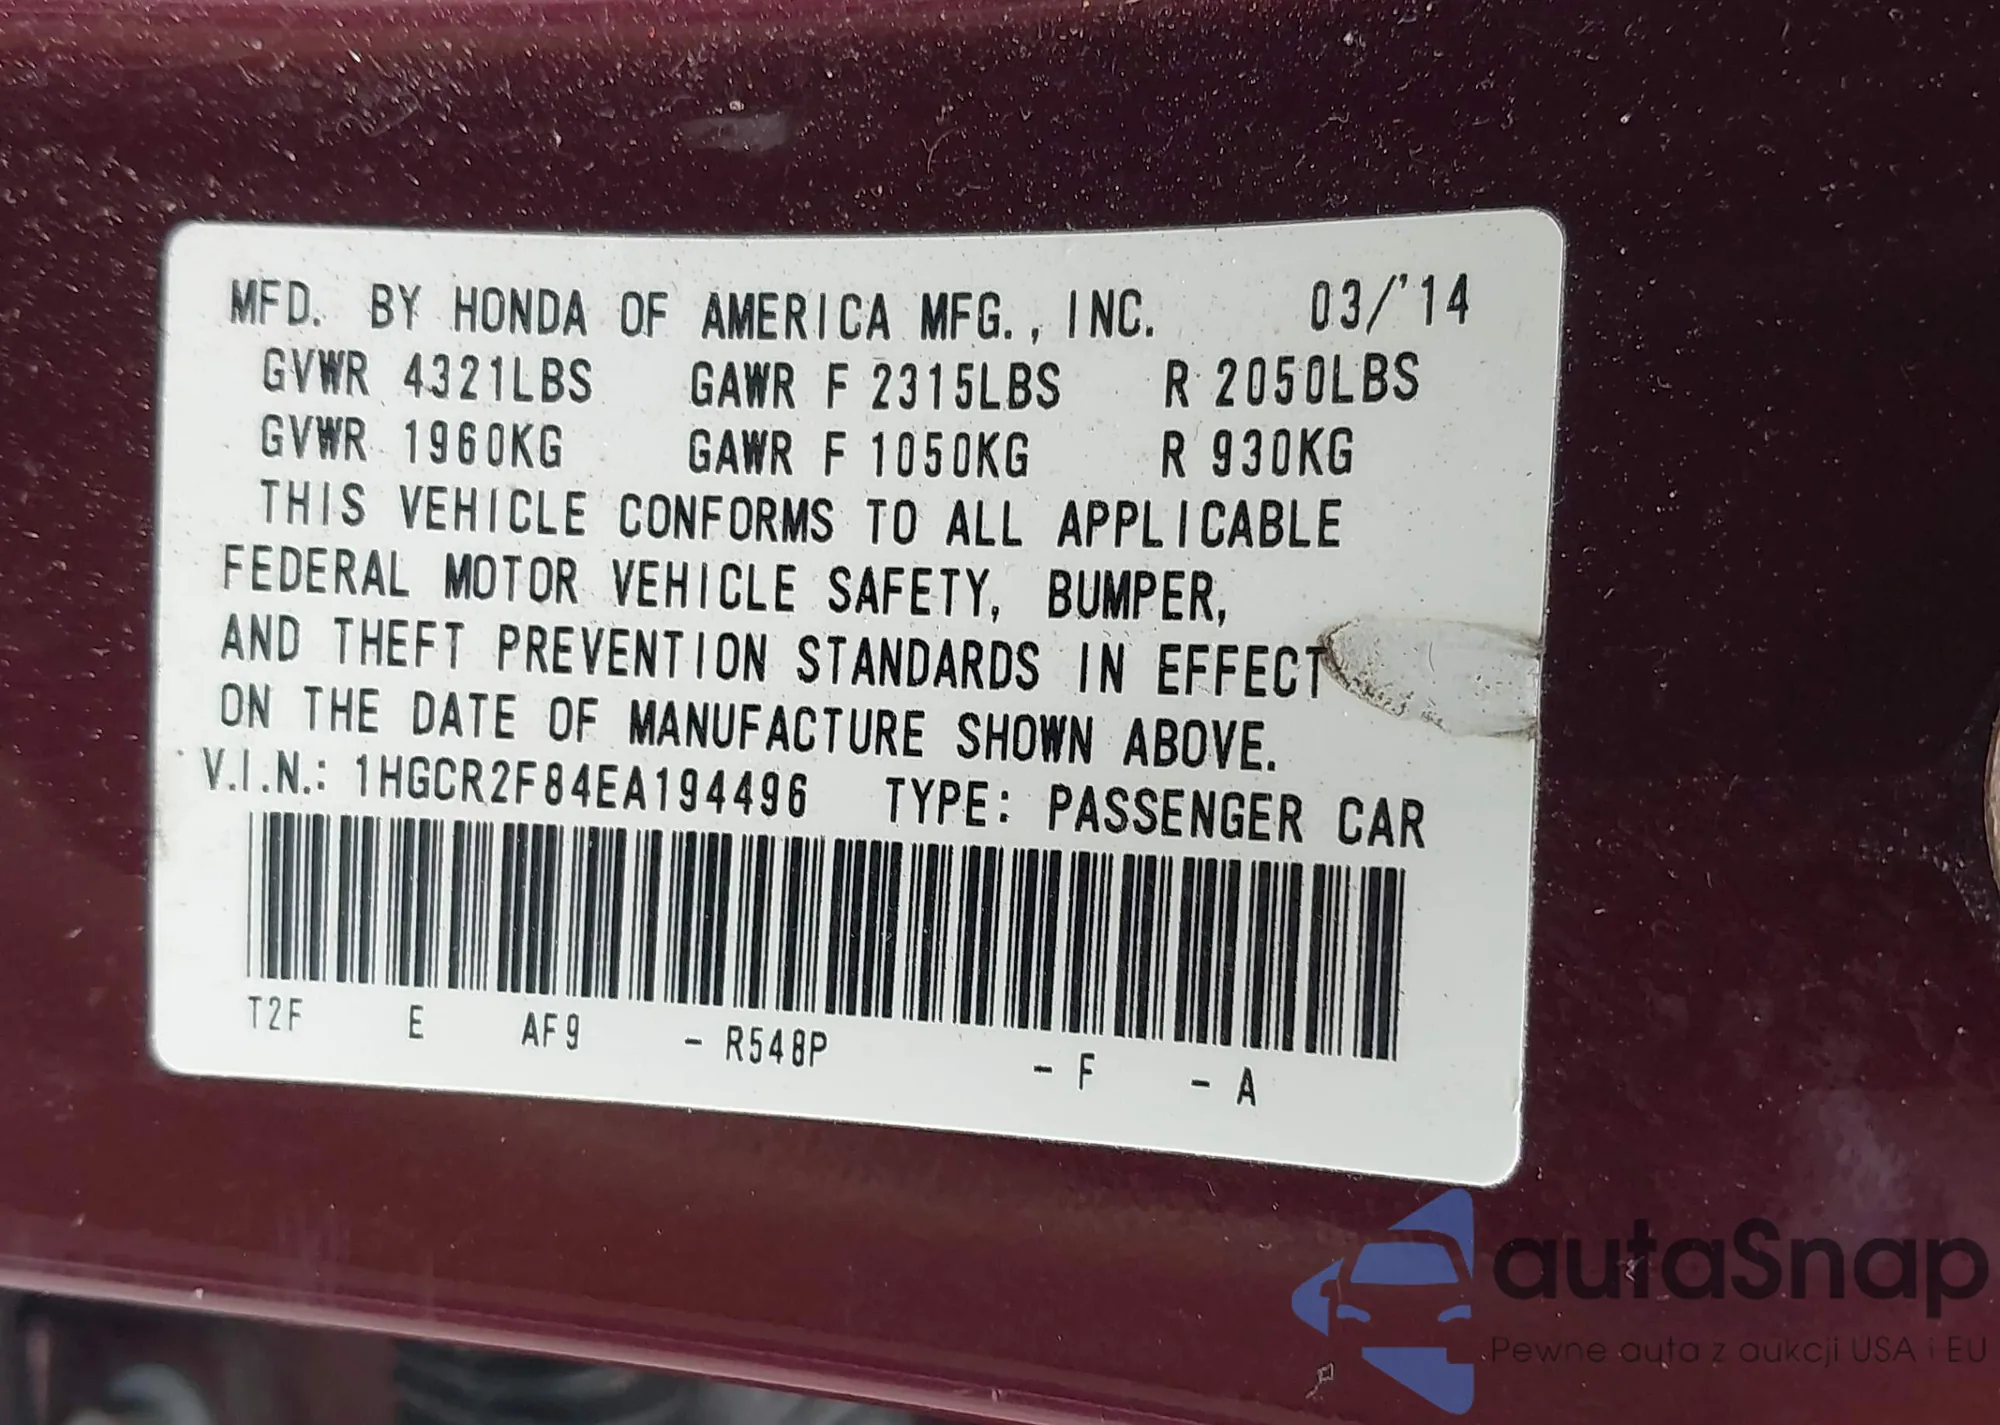 MFD. BY HONDA OF AMERICA MFG., INC. 03/'14
GVWR 4321LBS GAWR F 2315LBS R 2050LBS
GVWR 1960KG GAWR F 1050KG R 930KG
THIS VEHICLE CONFORMS TO ALL APPLICABLE
FEDERAL MOTOR VEHICLE SAFETY, BUMPER,
AND THEFT PREVENTION STANDARDS IN EFFECT
ON THE DATE OF MANUFACTURE SHOWN ABOVE.
V.I.N.: 1HGCR2F84EA194496 TYPE: PASSENGER CAR
T2F E AF9 - R548P - F - A
autaSnap
Pewne auta z aukcji USA i EU